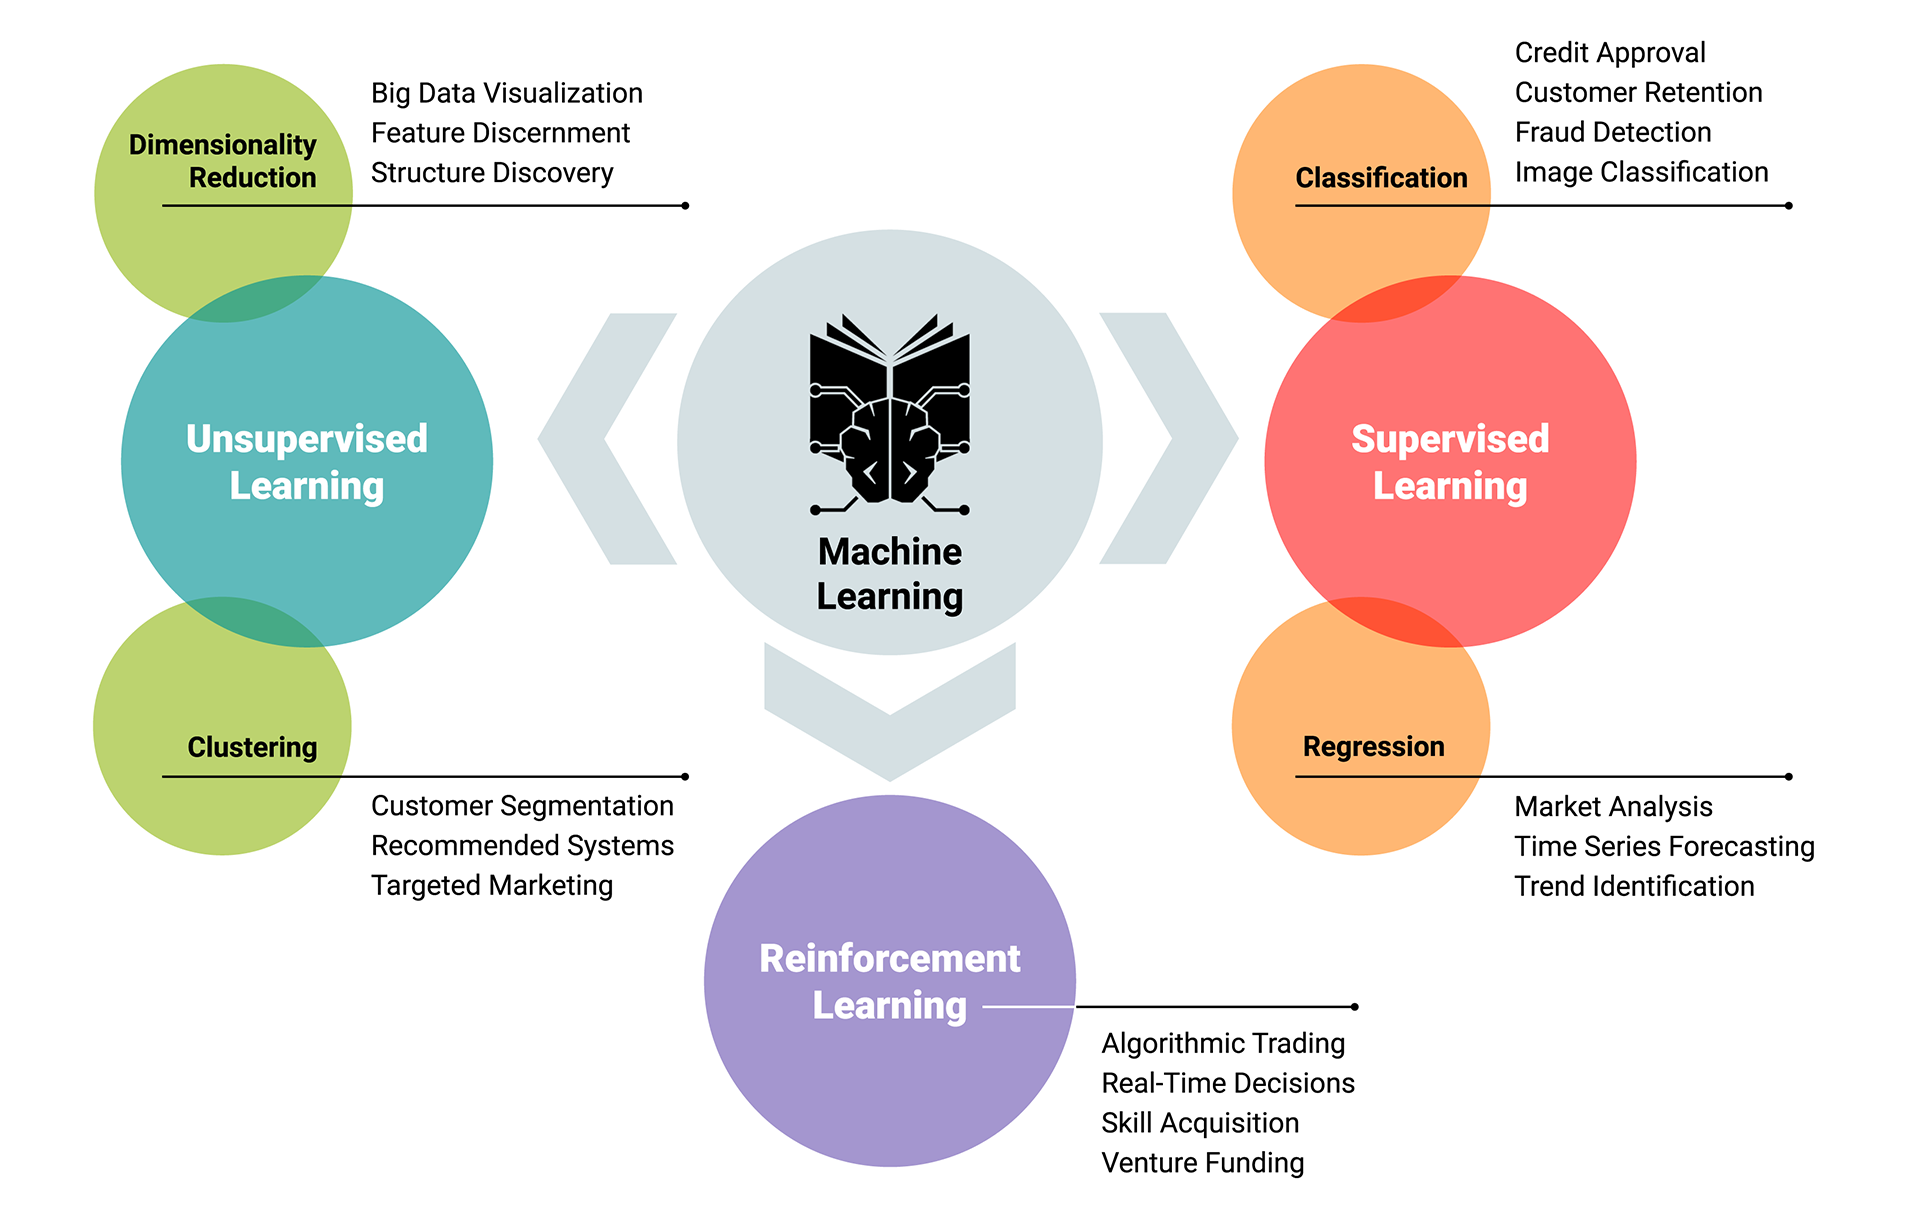 Dimensionality
Reduction
Big Data Visualization
Feature Discernment
Structure Discovery
Unsupervised
Learning
Clustering
Customer Segmentation
Recommended Systems
Targeted Marketing
Machine
Learning
Classification
Credit Approval
Customer Retention
Fraud Detection
Image Classification
Supervised
Learning
Regression
Market Analysis
Time Series Forecasting
Trend Identification
Reinforcement
Learning
Algorithmic Trading
Real-Time Decisions
Skill Acquisition
Venture Funding